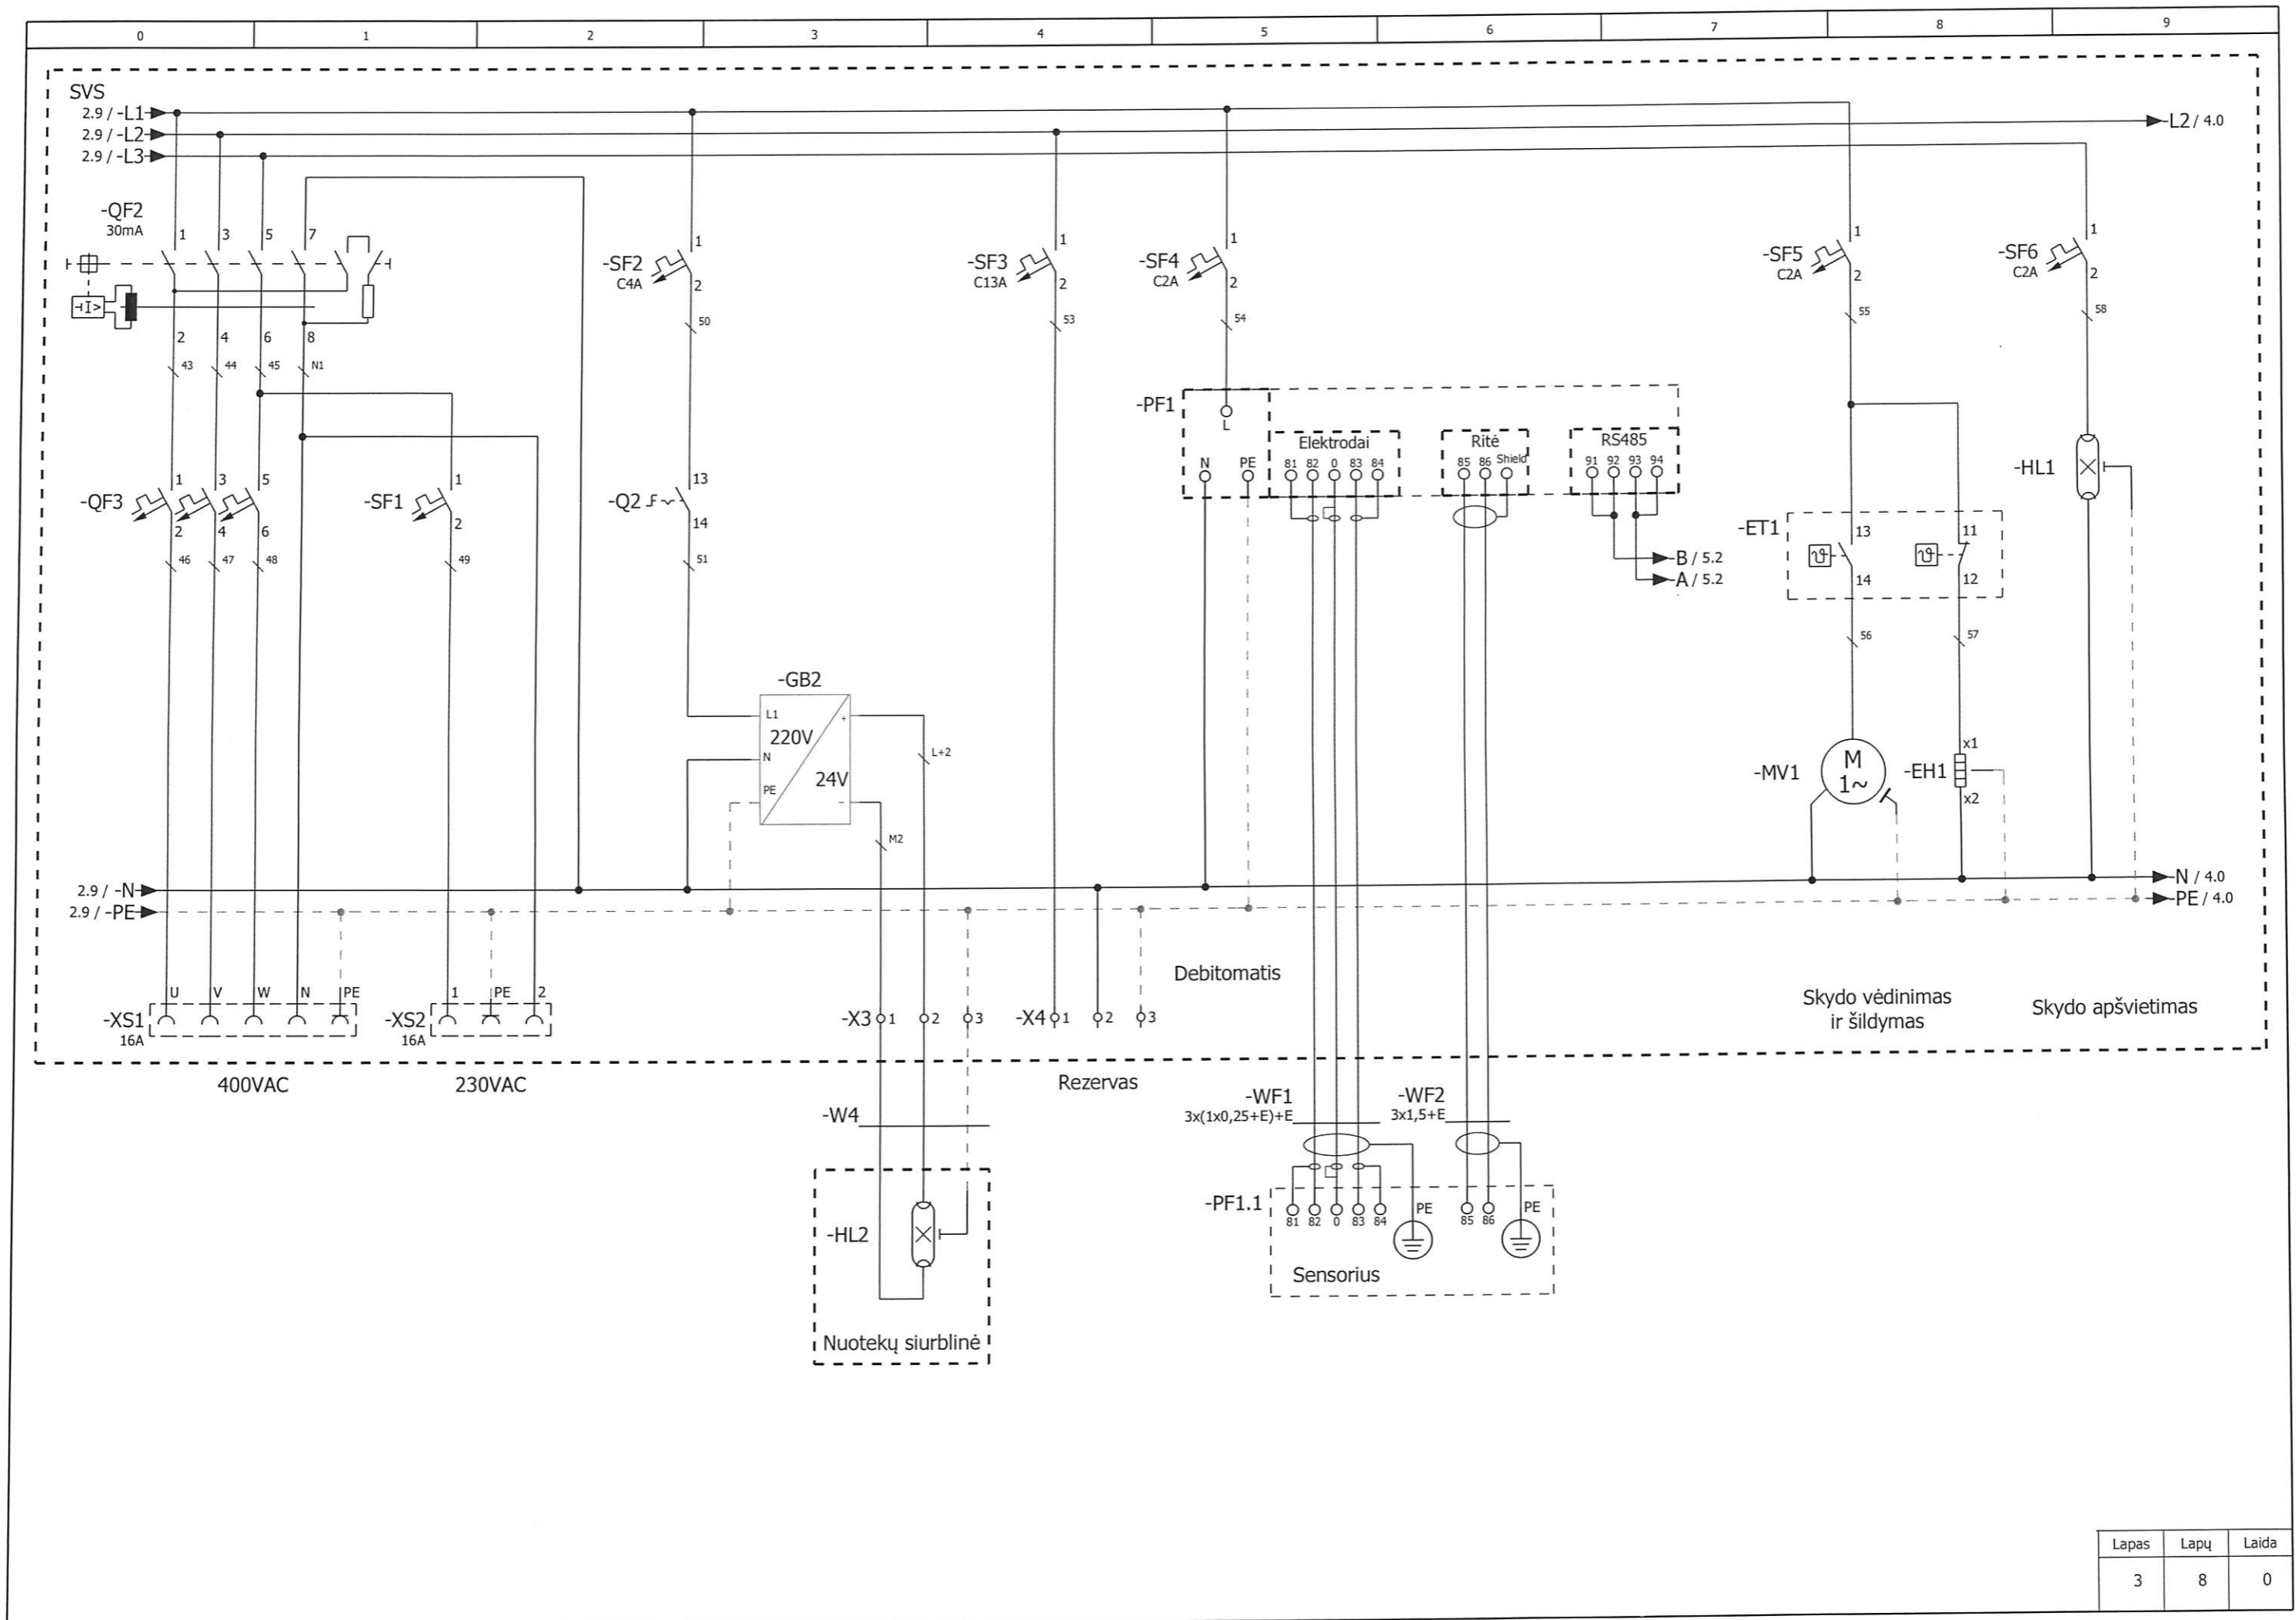 0 1 2 3 4 5 6 7 8 9
SVS
2.9 / -L1
2.9 / -L2
2.9 / -L3
L2 / 4.0
-QF2
30mA
1 3 5 7
I>
2 4 6 8
43 44 45 N1
-SF2
C4A
1
2
50
-SF3
C13A
1
2
53
-SF4
C2A
1
2
54
-SF5
C2A
1
2
55
-SF6
C2A
1
2
58
-QF3
1 3 5
2 4 6
46 47 48
-SF1
1
2
49
-Q2
13
14
51
-PF1
L
N PE
Elektrodai
81 82 0 83 84
Ritė
85 86 Shield
RS485
91 92 93 94
B / 5.2
A / 5.2
-HL1
-ET1
13
14
11
12
ϑ ϑ
56 57
-GB2
L1
220V
N
PE
24V
+
-
L+2
M2
-MV1
M
1~
-EH1
x1
x2
2.9 / -N
2.9 / -PE
N / 4.0
PE / 4.0
Debitomatis
Skydo vėdinimas
ir šildymas
Skydo apšvietimas
-XS1
16A
U V W N PE
-XS2
16A
1 PE 2
-X3 1 2 3
-X4 1 2 3
400VAC
230VAC
Rezervas
-W4
-WF1
3x(1x0,25+E)+E
-WF2
3x1,5+E
-HL2
Nuotekų siurblinė
-PF1.1
81 82 0 83 84
PE
85 86
PE
Sensorius
Lapas Lapų Laida
3 8 0